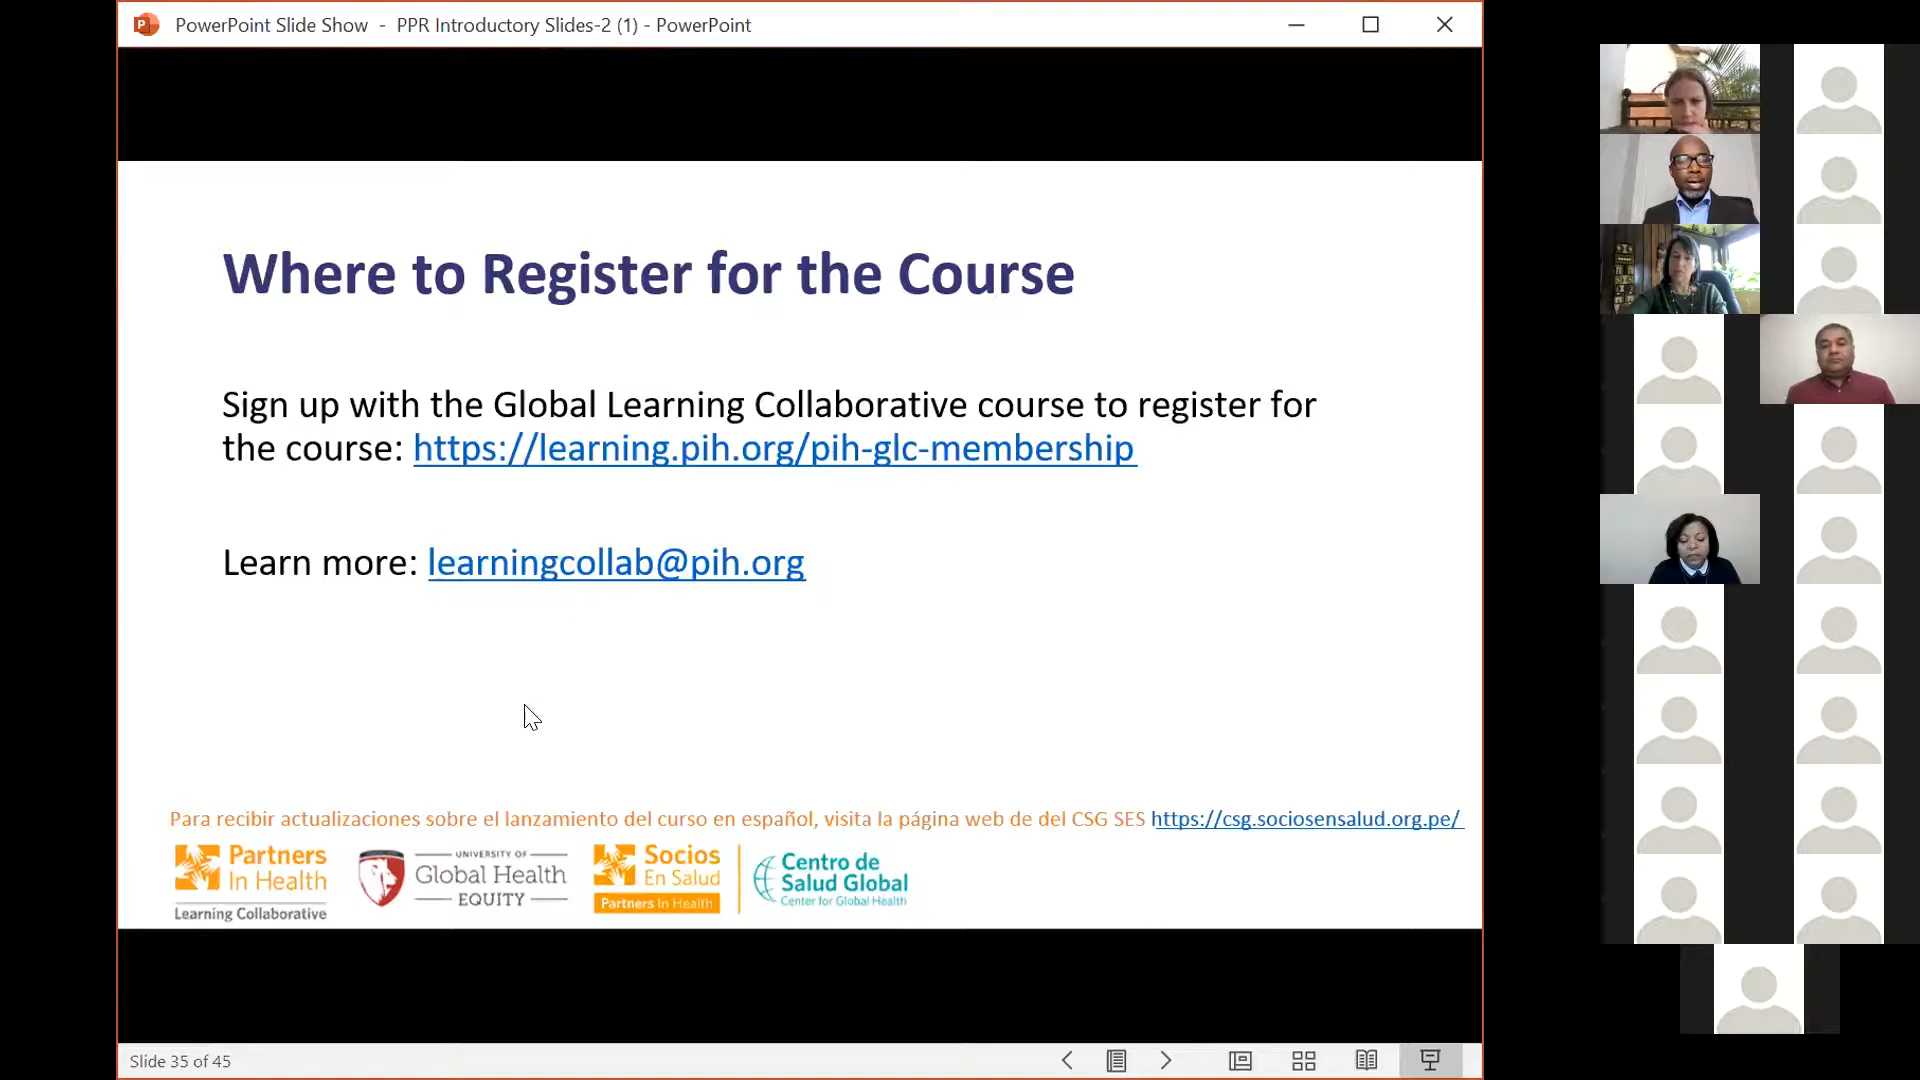 PowerPoint Slide Show - PPR Introductory Slides-2 (1) - PowerPoint
Where to Register for the Course
Sign up with the Global Learning Collaborative course to register for
the course: https://learning.pih.org/pih-glc-membership
Learn more: learningcollab@pih.org
Para recibir actualizaciones sobre el lanzamiento del curso en español, visita la página web de del CSG SES https://csg.sociosensalud.org.pe/
Partners
In Health
Learning Collaborative
UNIVERSITY OF
Global Health
EQUITY
Socios
En Salud
Partners In Health
Centro de
Salud Global
Center for Global Health
Slide 35 of 45